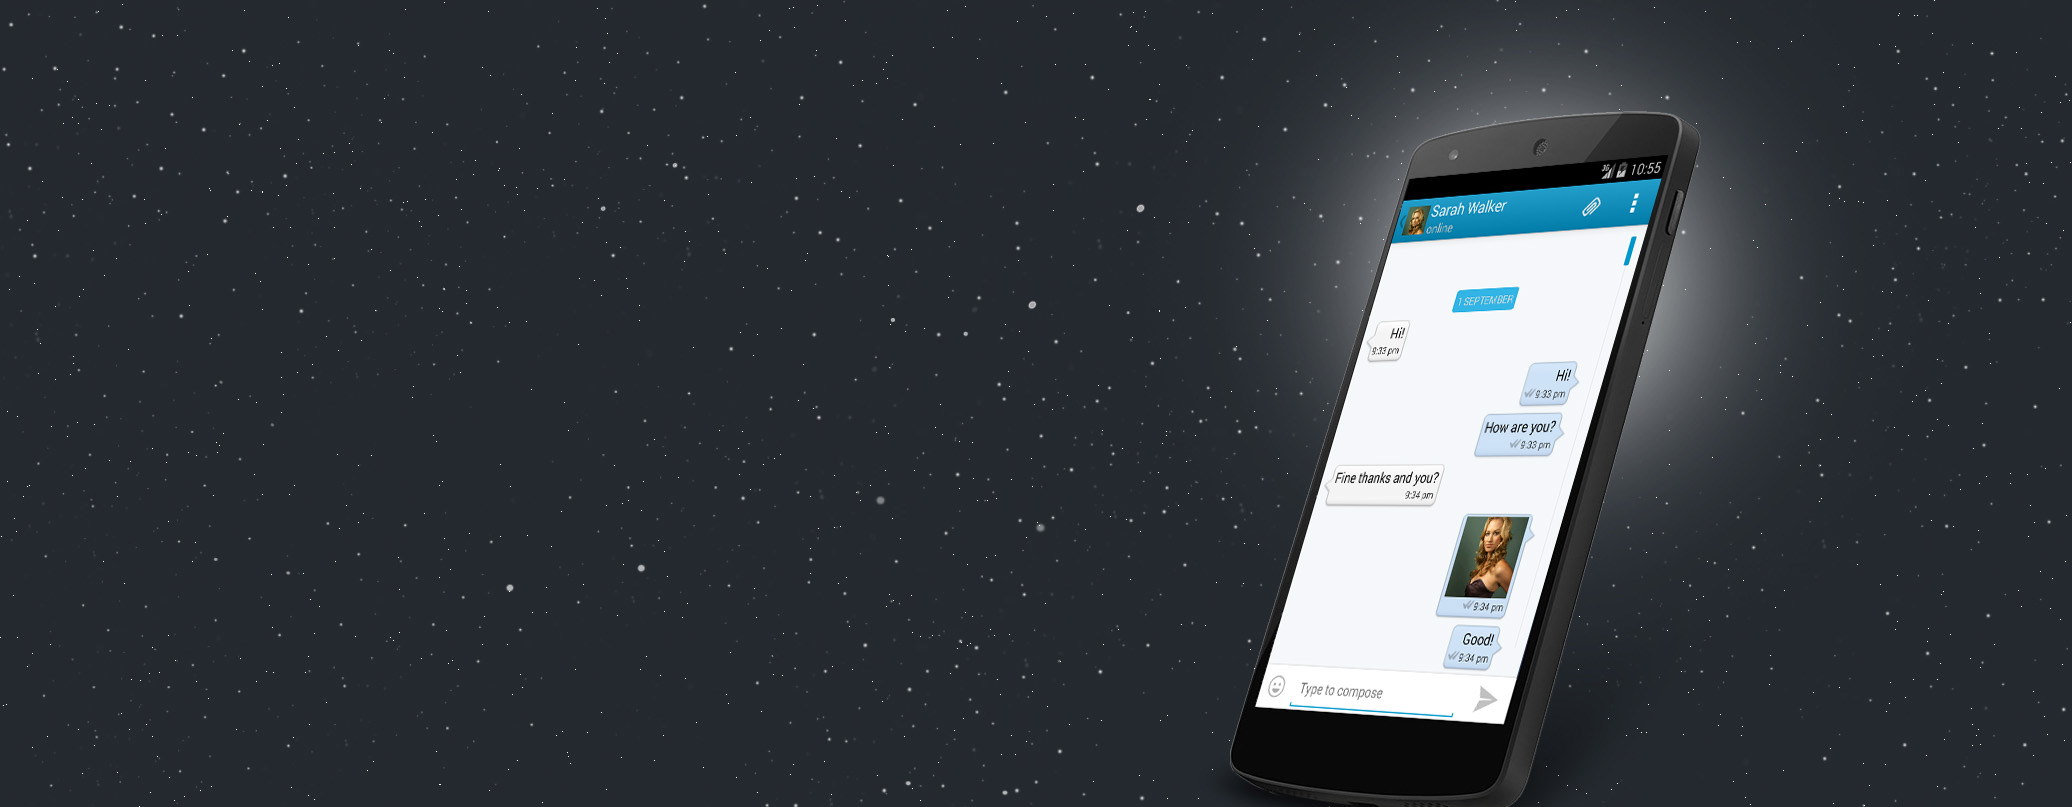 3G 10:55
Sarah Walker
online
1 SEPTEMBER
Hi!
9:33 pm
Hi!
9:33 pm
How are you?
9:33 pm
Fine thanks and you?
9:34 pm
9:34 pm
Good!
9:34 pm
Type to compose